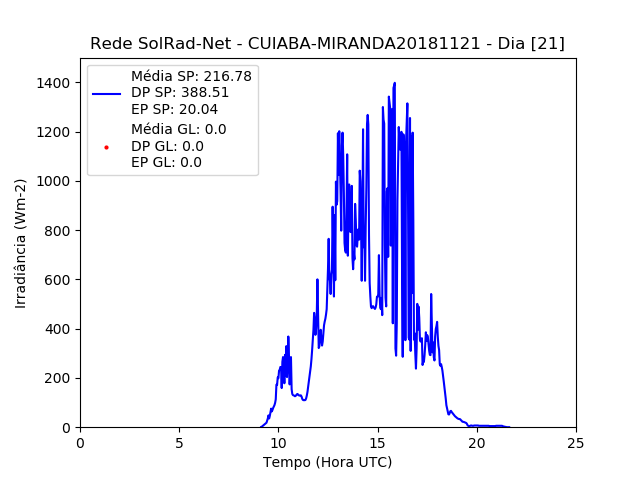 Rede SolRad-Net - CUIABA-MIRANDA20181121 - Dia [21]
Média SP: 216.78
DP SP: 388.51
EP SP: 20.04
Média GL: 0.0
DP GL: 0.0
EP GL: 0.0
1400
1200
1000
800
600
400
200
0
Irradiância (Wm-2)
0 5 10 15 20 25
Tempo (Hora UTC)